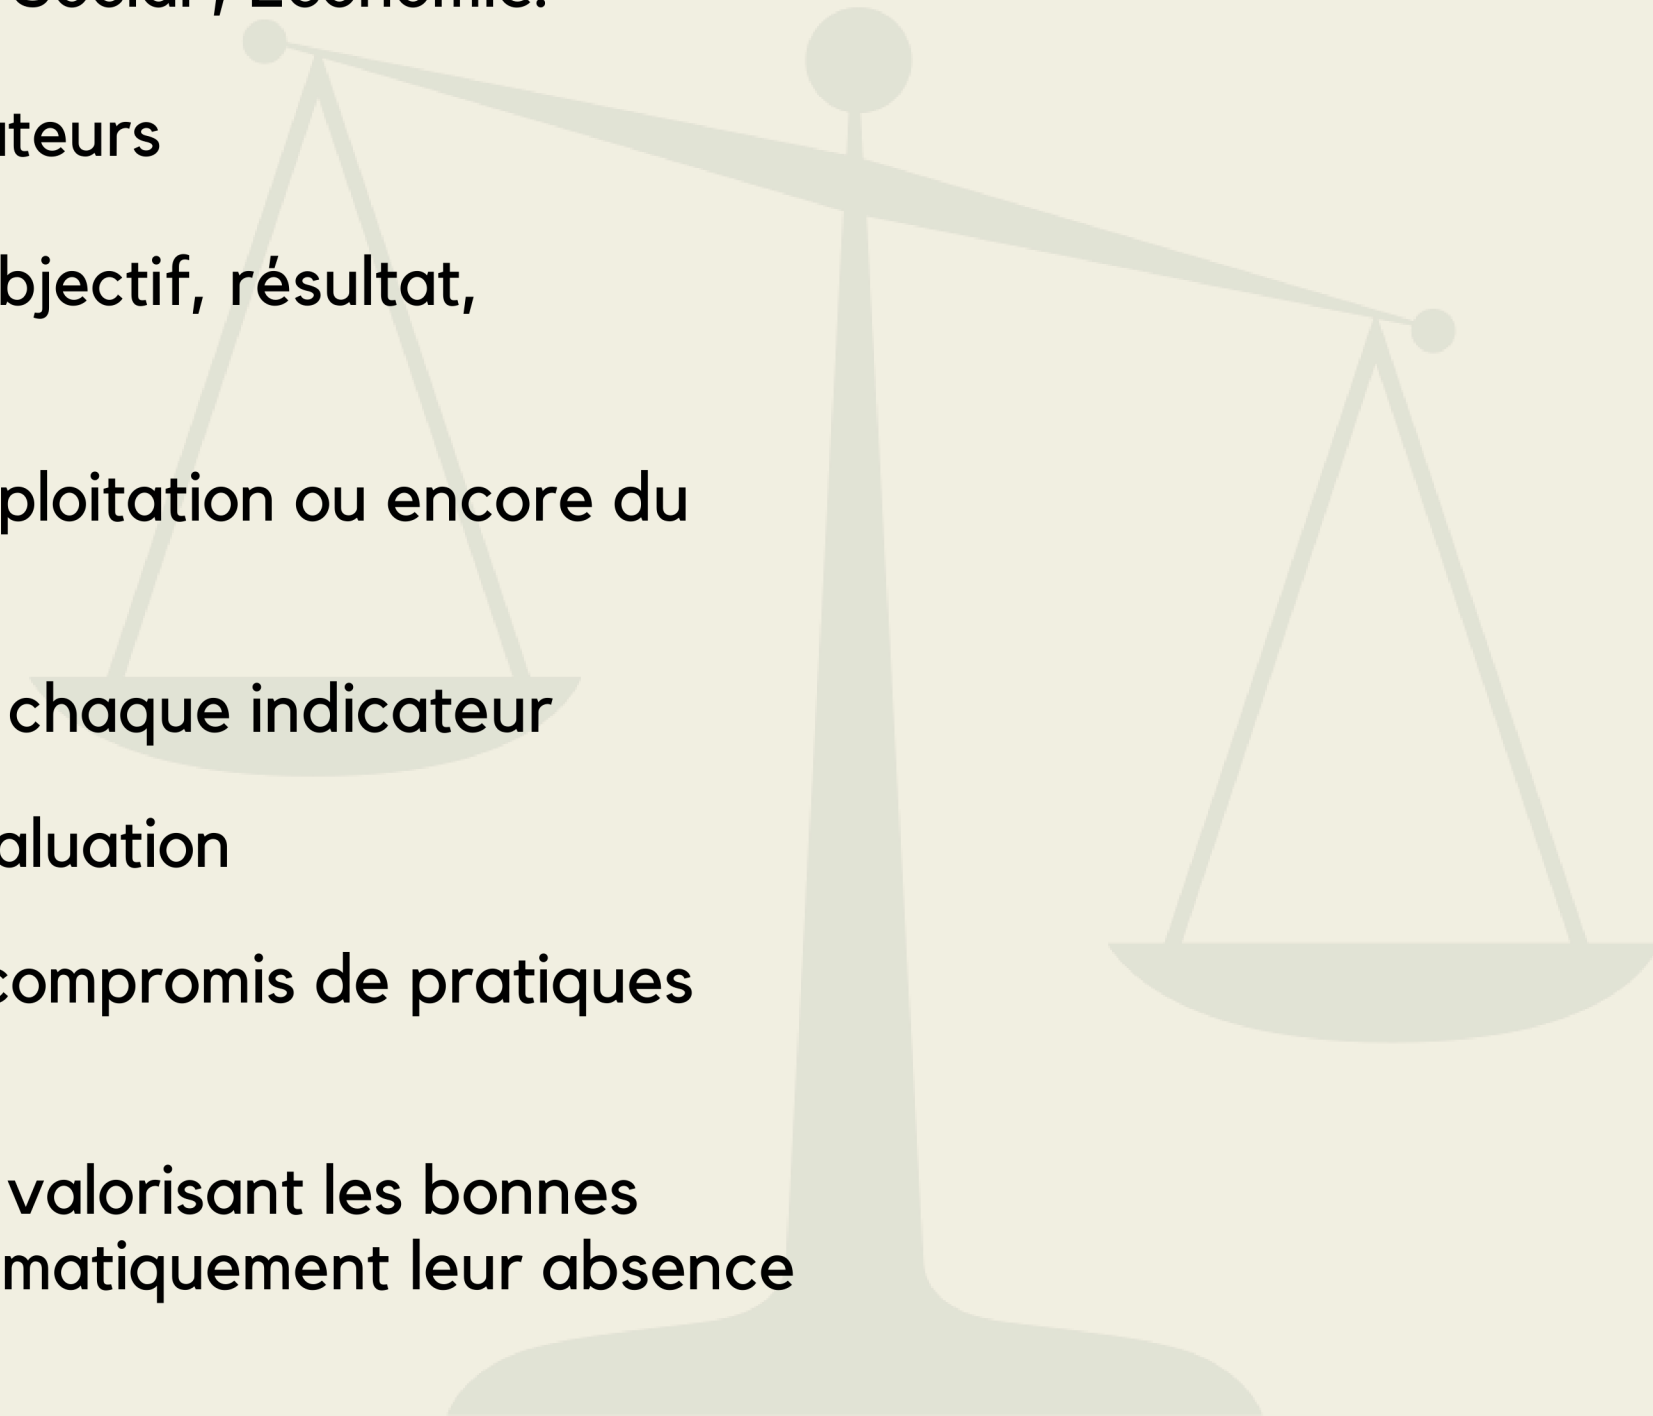 Social, Economie.
ateurs
bjectif, résultat,
ploitation ou encore du
chaque indicateur
aluation
compromis de pratiques
valorisant les bonnes
matiquement leur absence